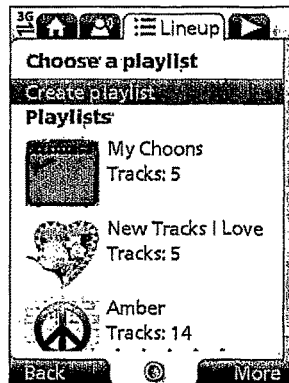 3G Lineup
Choose a playlist
Create playlist
Playlists
My Choons
Tracks: 5
New Tracks I Love
Tracks: 5
Amber
Tracks: 14
Back More